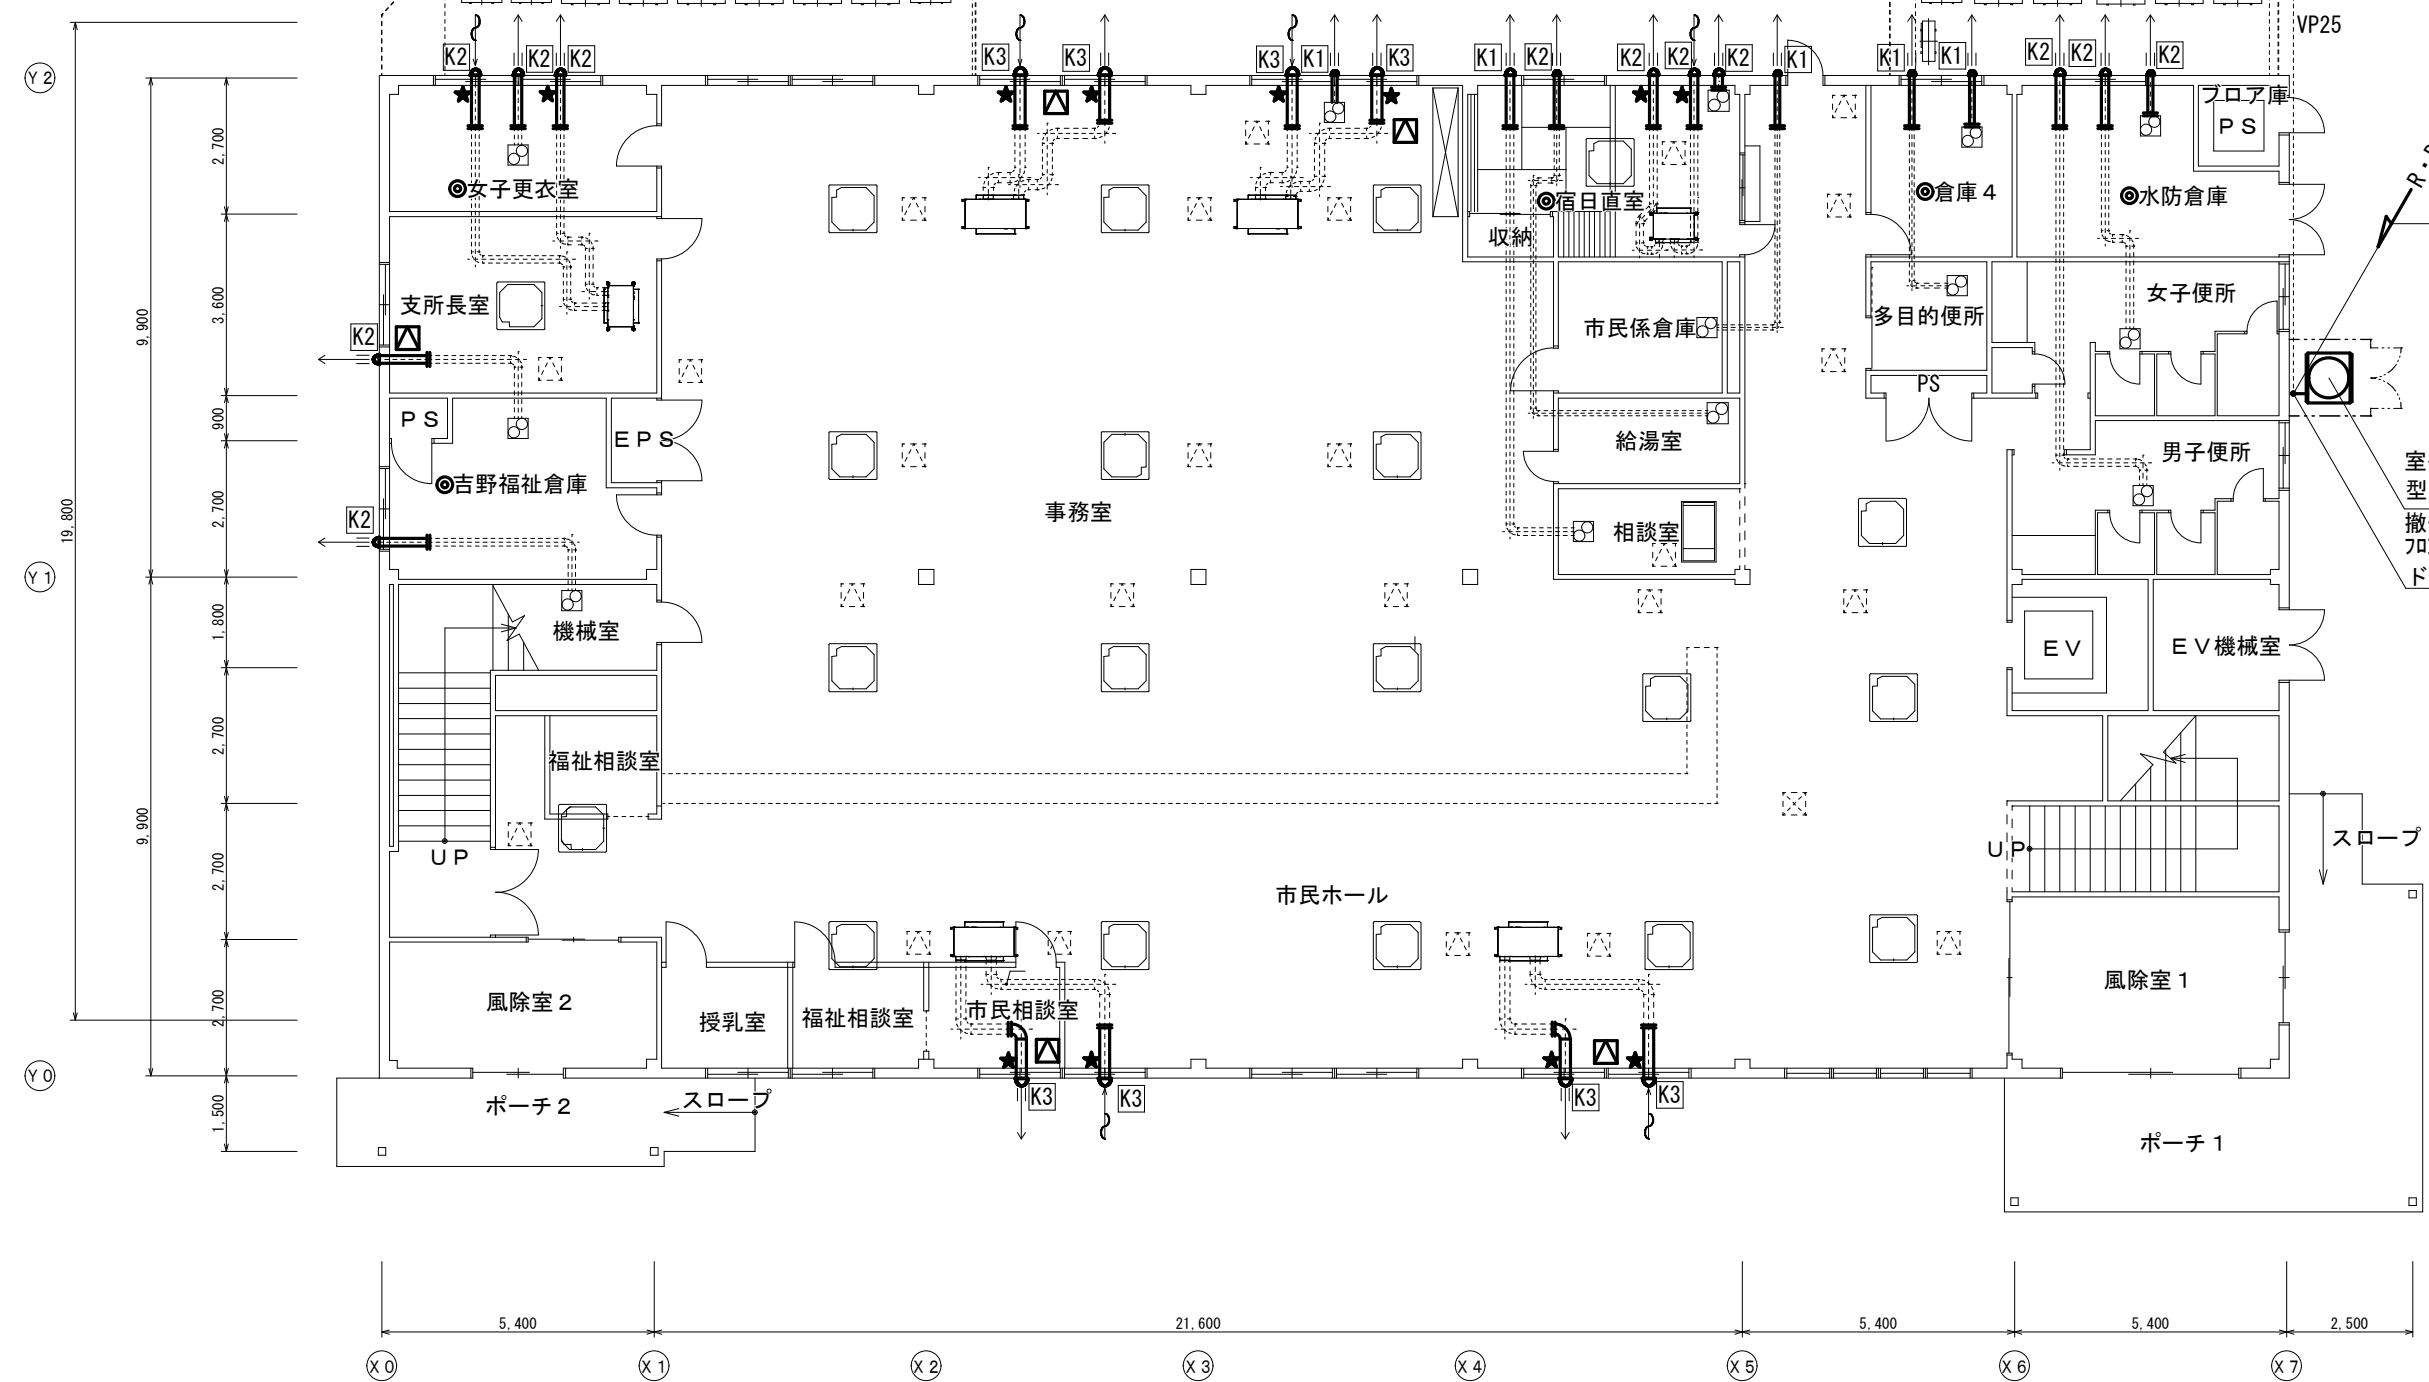 VP25
K2
K2
K2
K3
K3
K3
K1
K3
K1
K2
K2
K2
K2
K1
K1
K1
K2
K2
K2
Y2
ブロア庫
PS
2,700
◎女子更衣室
◎宿日直室
◎倉庫4
◎水防倉庫
収納
R.
支所長室
3,600
9,900
K2
市民係倉庫
多目的便所
女子便所
PS
PS
EPS
900
給湯室
男子便所
室
型
◎吉野福祉倉庫
2,700
19,800
K2
事務室
相談室
撤
フロ
ド
Y1
1,800
機械室
EV
EV機械室
2,700
福祉相談室
9,900
UP
UP
スロープ
2,700
市民ホール
2,700
風除室2
授乳室
福祉相談室
市民相談室
風除室1
Y0
K3
K3
K3
K3
1,500
ポーチ2
スロープ
ポーチ1
5,400
21,600
5,400
5,400
2,500
X0
X1
X2
X3
X4
X5
X6
X7